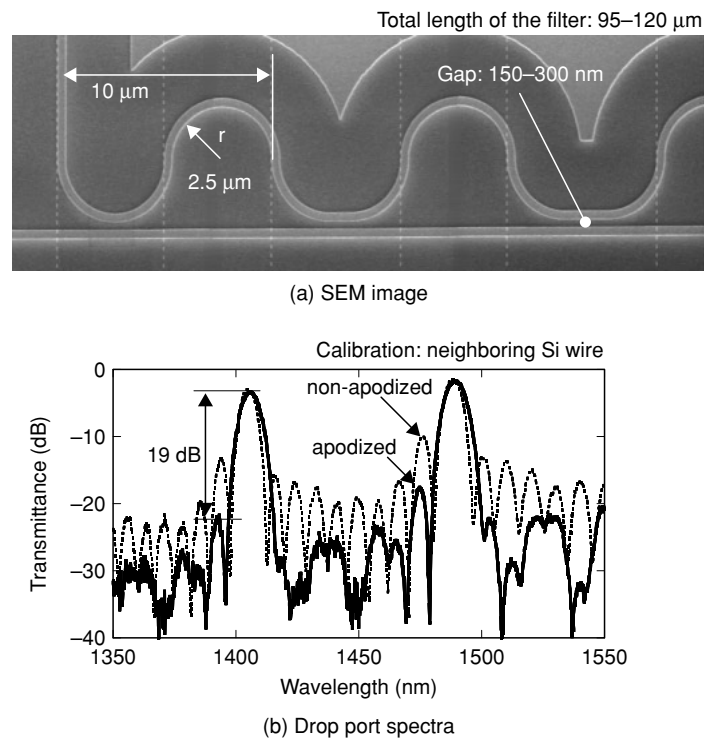 Total length of the filter: 95–120 μm
10 μm
Gap: 150–300 nm
r
2.5 μm
(a) SEM image
Calibration: neighboring Si wire
0
–10
–20
–30
–40
Transmittance (dB)
non-apodized
apodized
19 dB
1350
1400
1450
1500
1550
Wavelength (nm)
(b) Drop port spectra